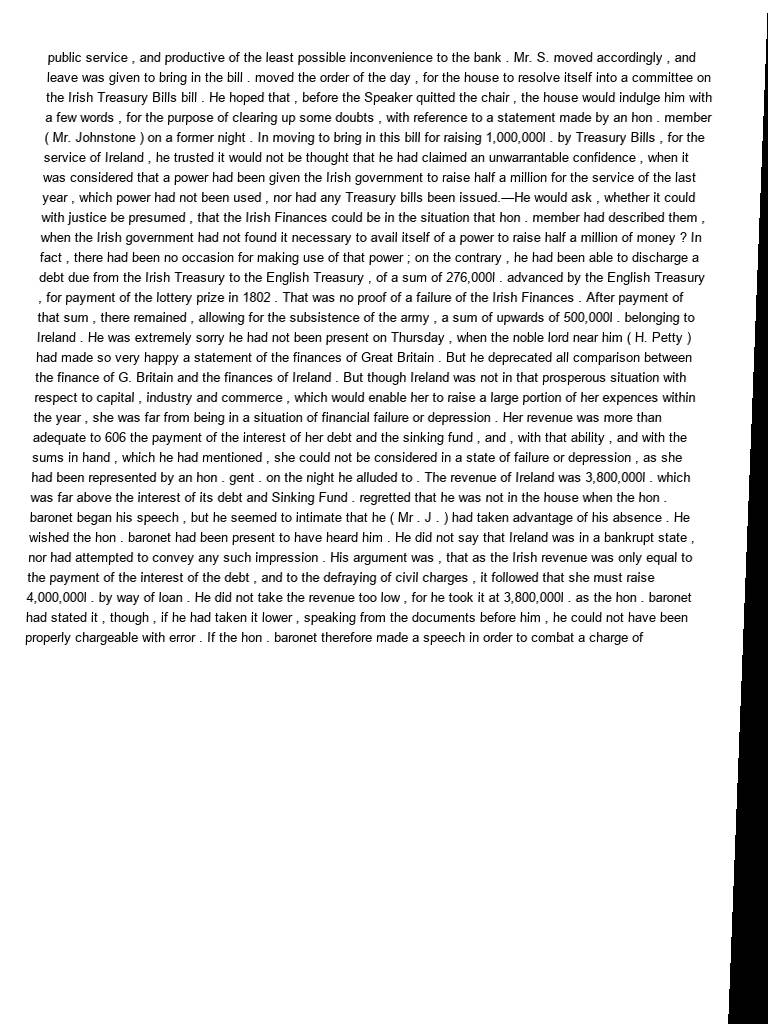 public service , and productive of the least possible inconvenience to the bank . Mr. S. moved accordingly , and
leave was given to bring in the bill . moved the order of the day , for the house to resolve itself into a committee on
the Irish Treasury Bills bill . He hoped that , before the Speaker quitted the chair , the house would indulge him with
a few words , for the purpose of clearing up some doubts , with reference to a statement made by an hon . member
( Mr. Johnstone ) on a former night . In moving to bring in this bill for raising 1,000,000l . by Treasury Bills , for the
service of Ireland , he trusted it would not be thought that he had claimed an unwarrantable confidence , when it
was considered that a power had been given the Irish government to raise half a million for the service of the last
year , which power had not been used , nor had any Treasury bills been issued.—He would ask , whether it could
with justice be presumed , that the Irish Finances could be in the situation that hon . member had described them ,
when the Irish government had not found it necessary to avail itself of a power to raise half a million of money ? In
fact , there had been no occasion for making use of that power ; on the contrary , he had been able to discharge a
debt due from the Irish Treasury to the English Treasury , of a sum of 276,000l . advanced by the English Treasury
, for payment of the lottery prize in 1802 . That was no proof of a failure of the Irish Finances . After payment of
that sum , there remained , allowing for the subsistence of the army , a sum of upwards of 500,000l . belonging to
Ireland . He was extremely sorry he had not been present on Thursday , when the noble lord near him ( H. Petty )
had made so very happy a statement of the finances of Great Britain . But he deprecated all comparison between
the finance of G. Britain and the finances of Ireland . But though Ireland was not in that prosperous situation with
respect to capital , industry and commerce , which would enable her to raise a large portion of her expences within
the year , she was far from being in a situation of financial failure or depression . Her revenue was more than
adequate to 606 the payment of the interest of her debt and the sinking fund , and , with that ability , and with the
sums in hand , which he had mentioned , she could not be considered in a state of failure or depression , as she
had been represented by an hon . gent . on the night he alluded to . The revenue of Ireland was 3,800,000l . which
was far above the interest of its debt and Sinking Fund . regretted that he was not in the house when the hon .
baronet began his speech , but he seemed to intimate that he ( Mr . J . ) had taken advantage of his absence . He
wished the hon . baronet had been present to have heard him . He did not say that Ireland was in a bankrupt state ,
nor had attempted to convey any such impression . His argument was , that as the Irish revenue was only equal to
the payment of the interest of the debt , and to the defraying of civil charges , it followed that she must raise
4,000,000l . by way of loan . He did not take the revenue too low , for he took it at 3,800,000l . as the hon . baronet
had stated it , though , if he had taken it lower , speaking from the documents before him , he could not have been
properly chargeable with error . If the hon . baronet therefore made a speech in order to combat a charge of